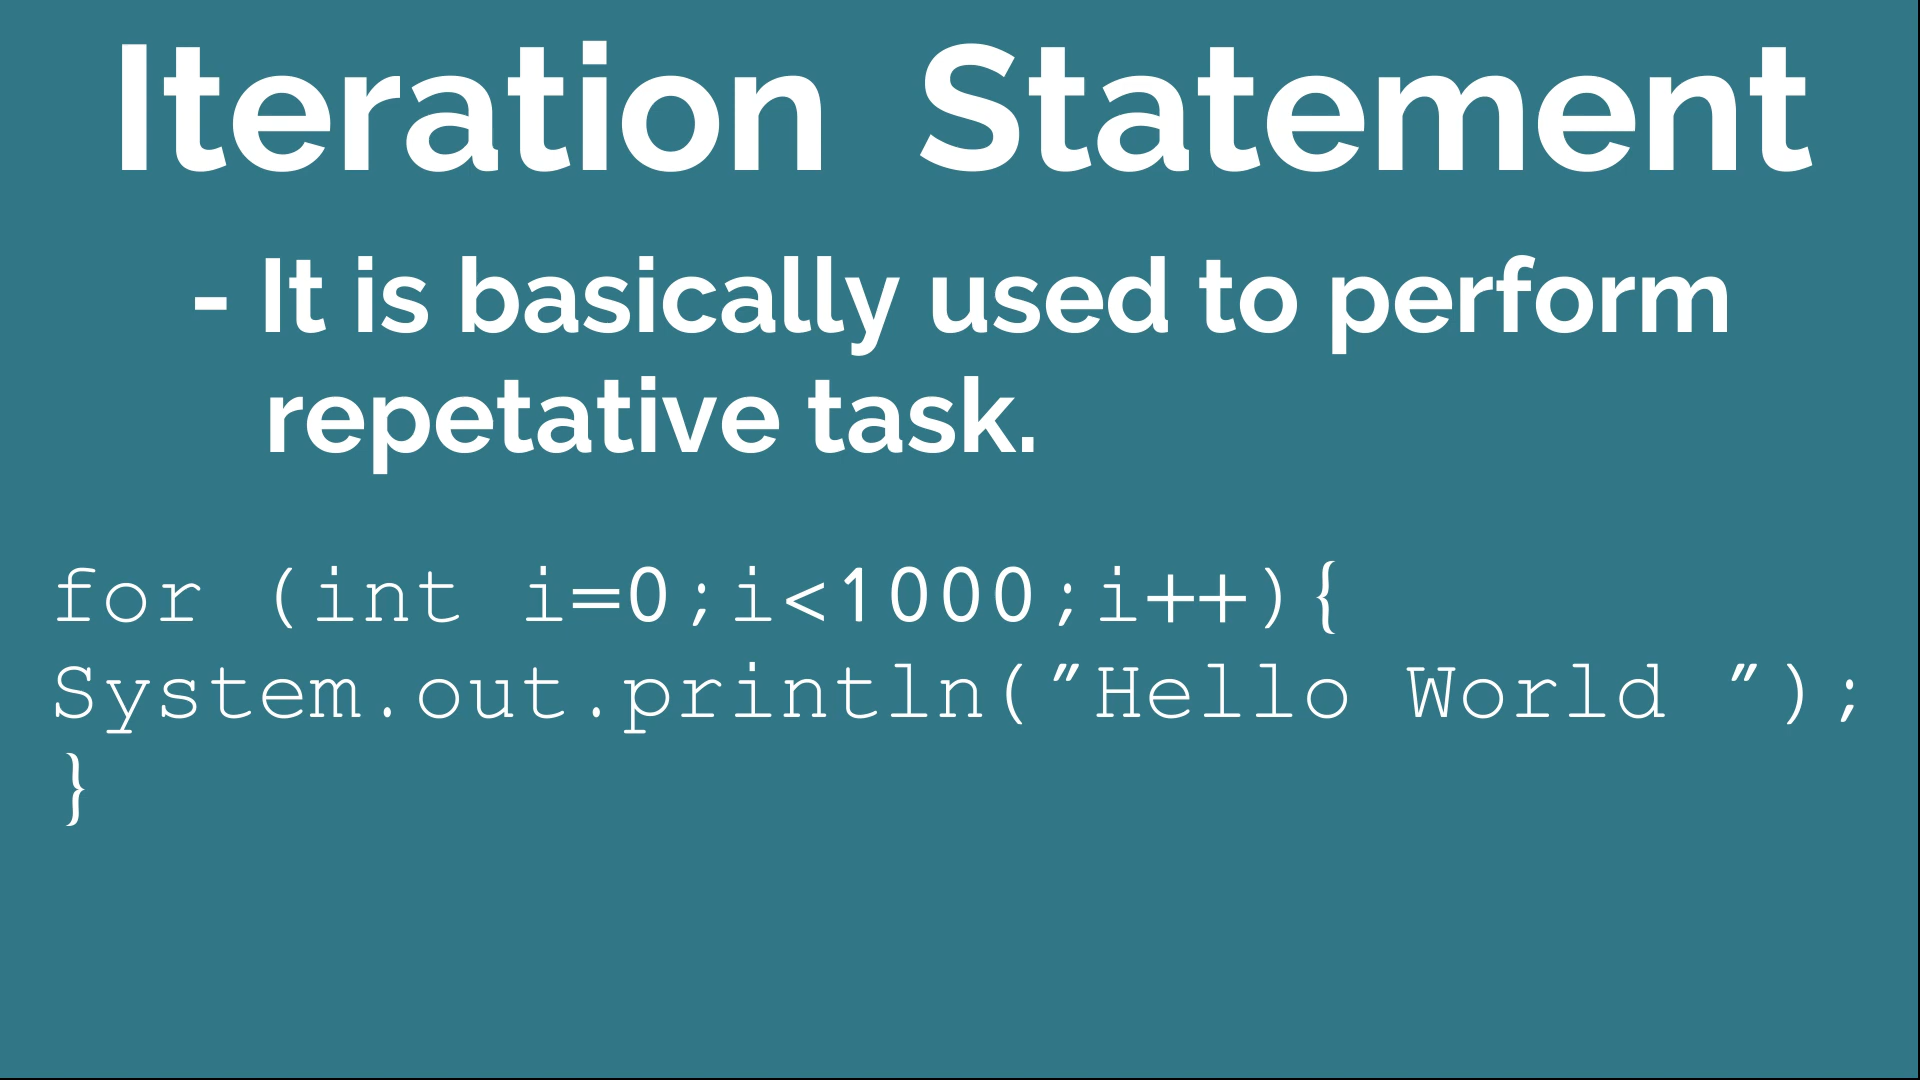 Iteration Statement
- It is basically used to perform
repetative task.
for (int i=0;i<1000;i++){
System.out.println("Hello World ");
}